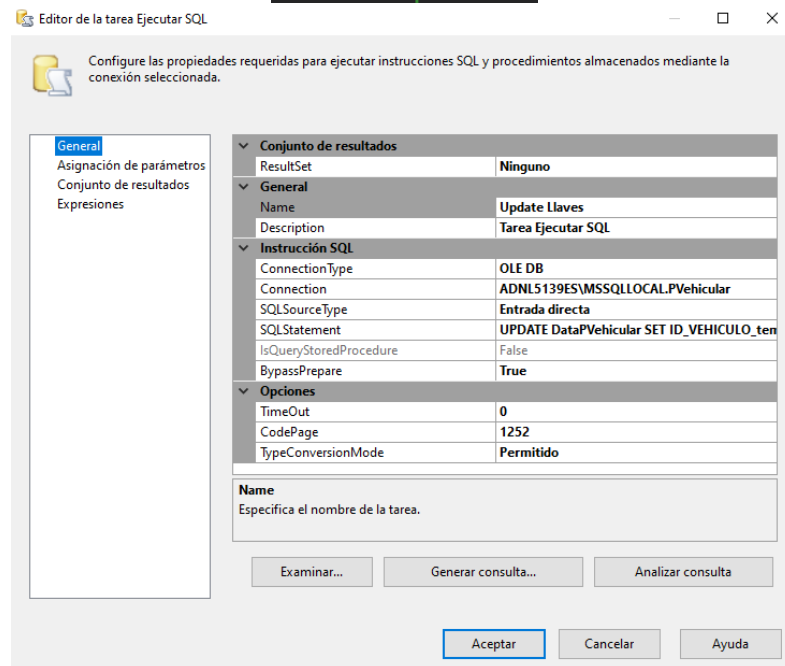 Editor de la tarea Ejecutar SQL
Configure las propiedades requeridas para ejecutar instrucciones SQL y procedimientos almacenados mediante la
conexión seleccionada.
General
Asignación de parámetros
Conjunto de resultados
Expresiones
Conjunto de resultados
ResultSet Ninguno
General
Name Update Llaves
Description Tarea Ejecutar SQL
Instrucción SQL
ConnectionType OLE DB
Connection ADNL5139ES\MSSQLLOCAL.PVehicular
SQLSourceType Entrada directa
SQLStatement UPDATE DataPVehicular SET ID_VEHICULO_tem
IsQueryStoredProcedure False
BypassPrepare True
Opciones
TimeOut 0
CodePage 1252
TypeConversionMode Permitido
Name
Especifica el nombre de la tarea.
Examinar... Generar consulta... Analizar consulta
Aceptar Cancelar Ayuda